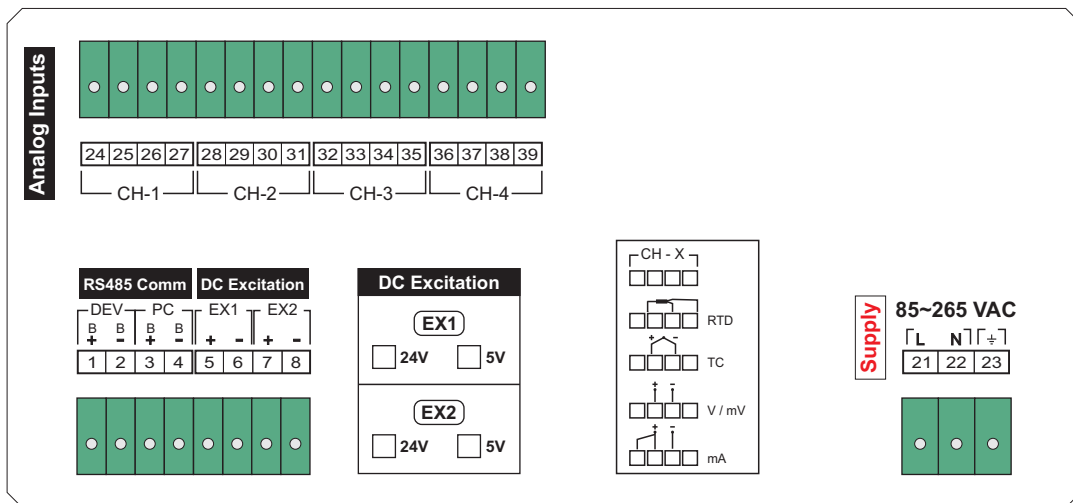 Analog Inputs
24 25 26 27 28 29 30 31 32 33 34 35 36 37 38 39
CH-1 CH-2 CH-3 CH-4
RS485 Comm DC Excitation
DEV PC EX1 EX2
B B B B
+ - + - + - + -
1 2 3 4 5 6 7 8
DC Excitation
EX1
24V 5V
EX2
24V 5V
CH - X
RTD
+ -
TC
+ -
V / mV
+ -
mA
Supply
85~265 VAC
L N ⏚
21 22 23